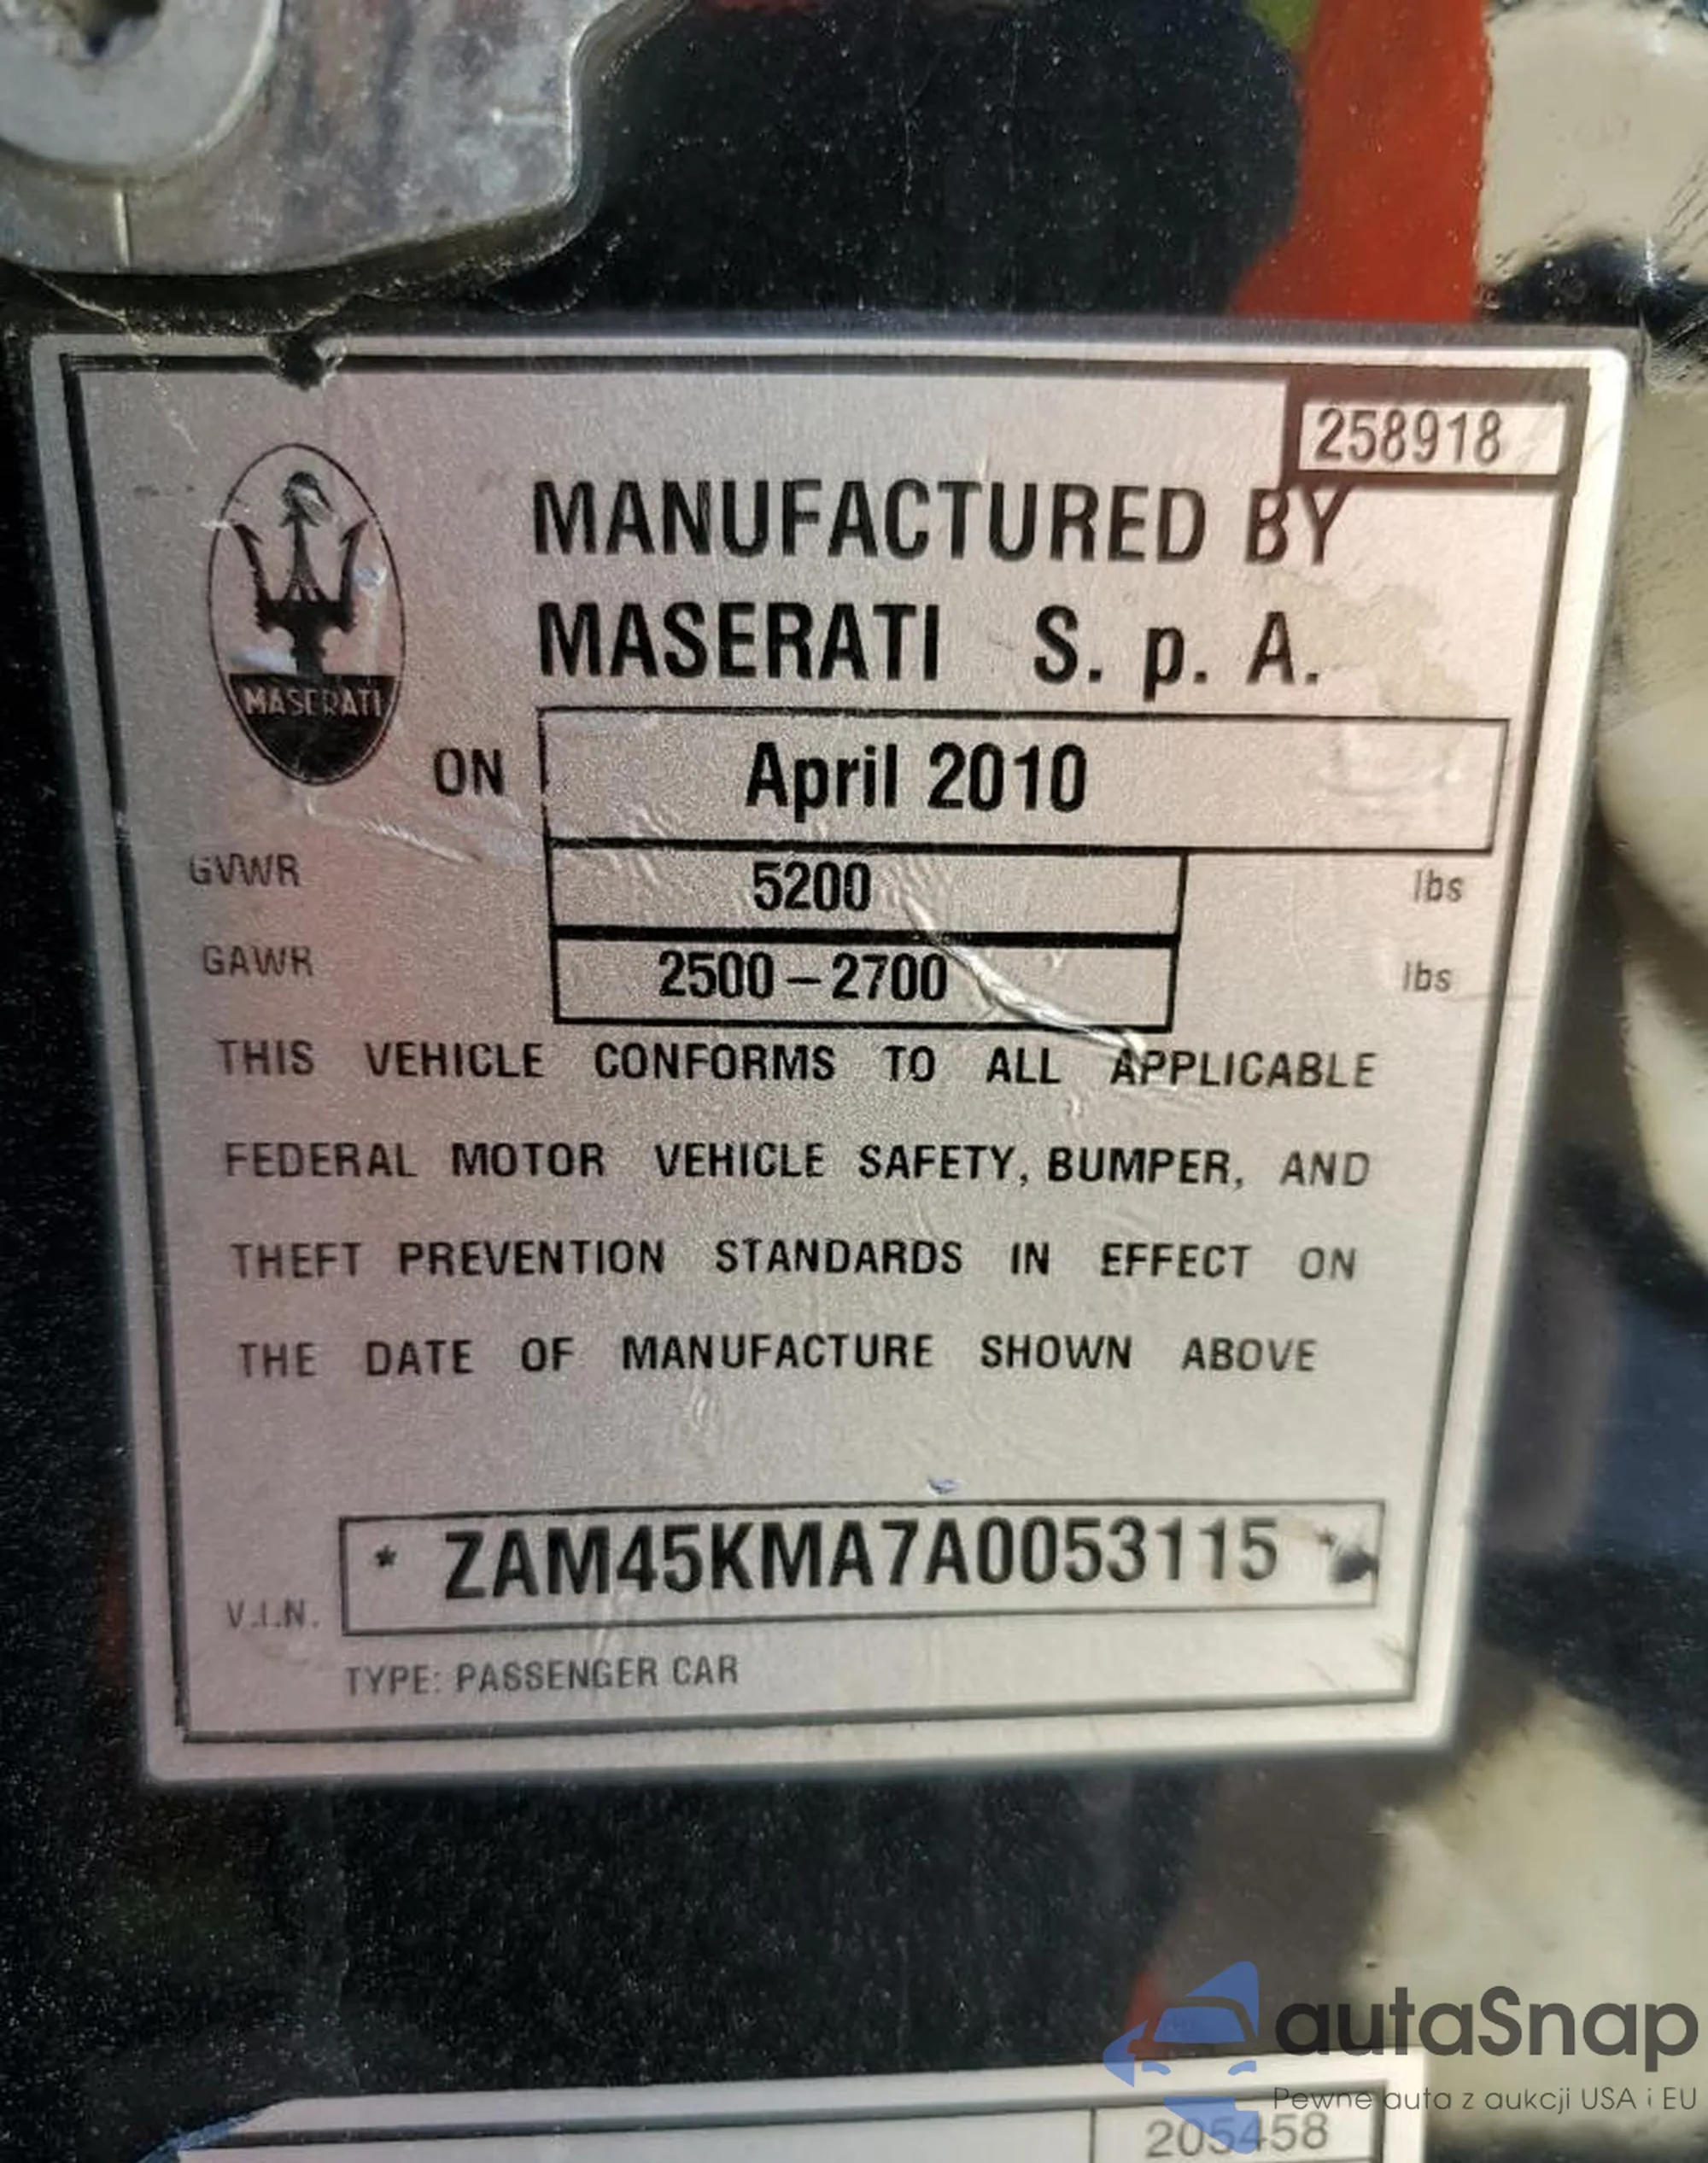 258918
MANUFACTURED BY
MASERATI S. p. A.
MASERATI
ON April 2010
GVWR 5200 lbs
GAWR 2500 – 2700 lbs
THIS VEHICLE CONFORMS TO ALL APPLICABLE
FEDERAL MOTOR VEHICLE SAFETY, BUMPER, AND
THEFT PREVENTION STANDARDS IN EFFECT ON
THE DATE OF MANUFACTURE SHOWN ABOVE
V.I.N. * ZAM45KMA7A0053115 *
TYPE: PASSENGER CAR
autaSnap
Pewne auta z aukcji USA i EU
205458